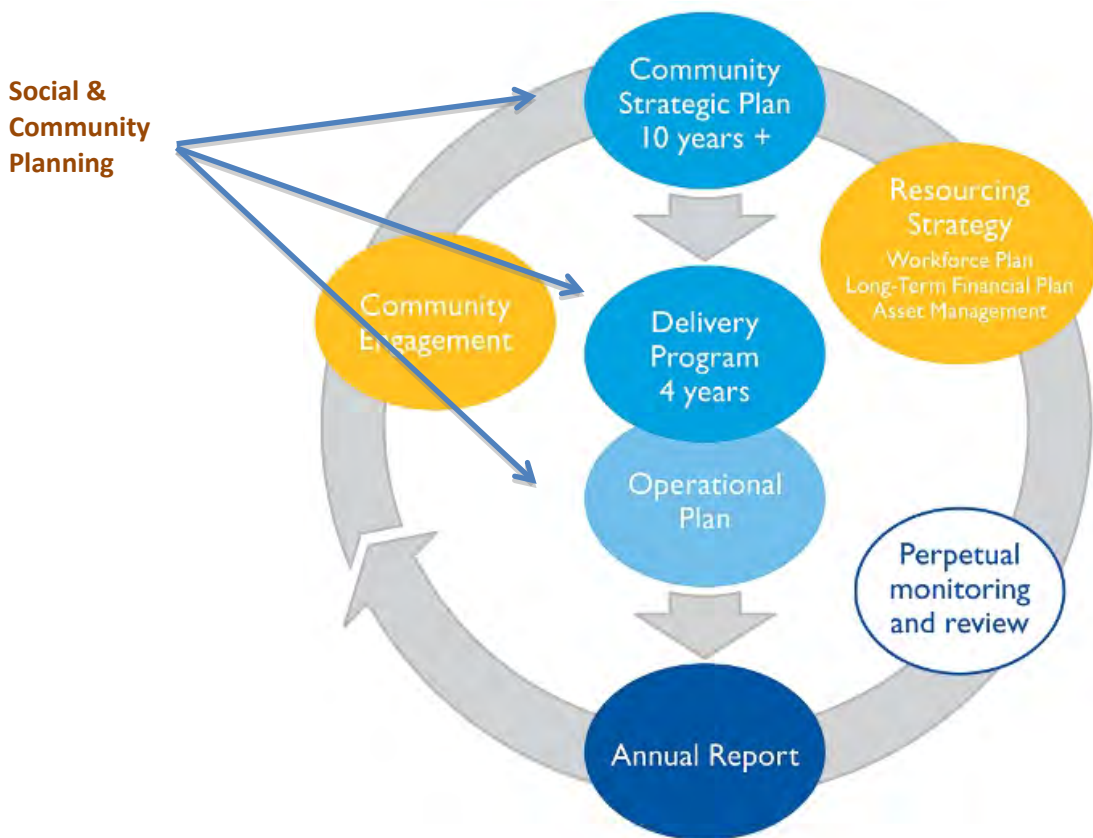 Social &
Community
Planning
Community
Strategic Plan
10 years +
Resourcing
Strategy
Workforce Plan
Long-Term Financial Plan
Asset Management
Community
Engagement
Delivery
Program
4 years
Operational
Plan
Perpetual
monitoring
and review
Annual Report